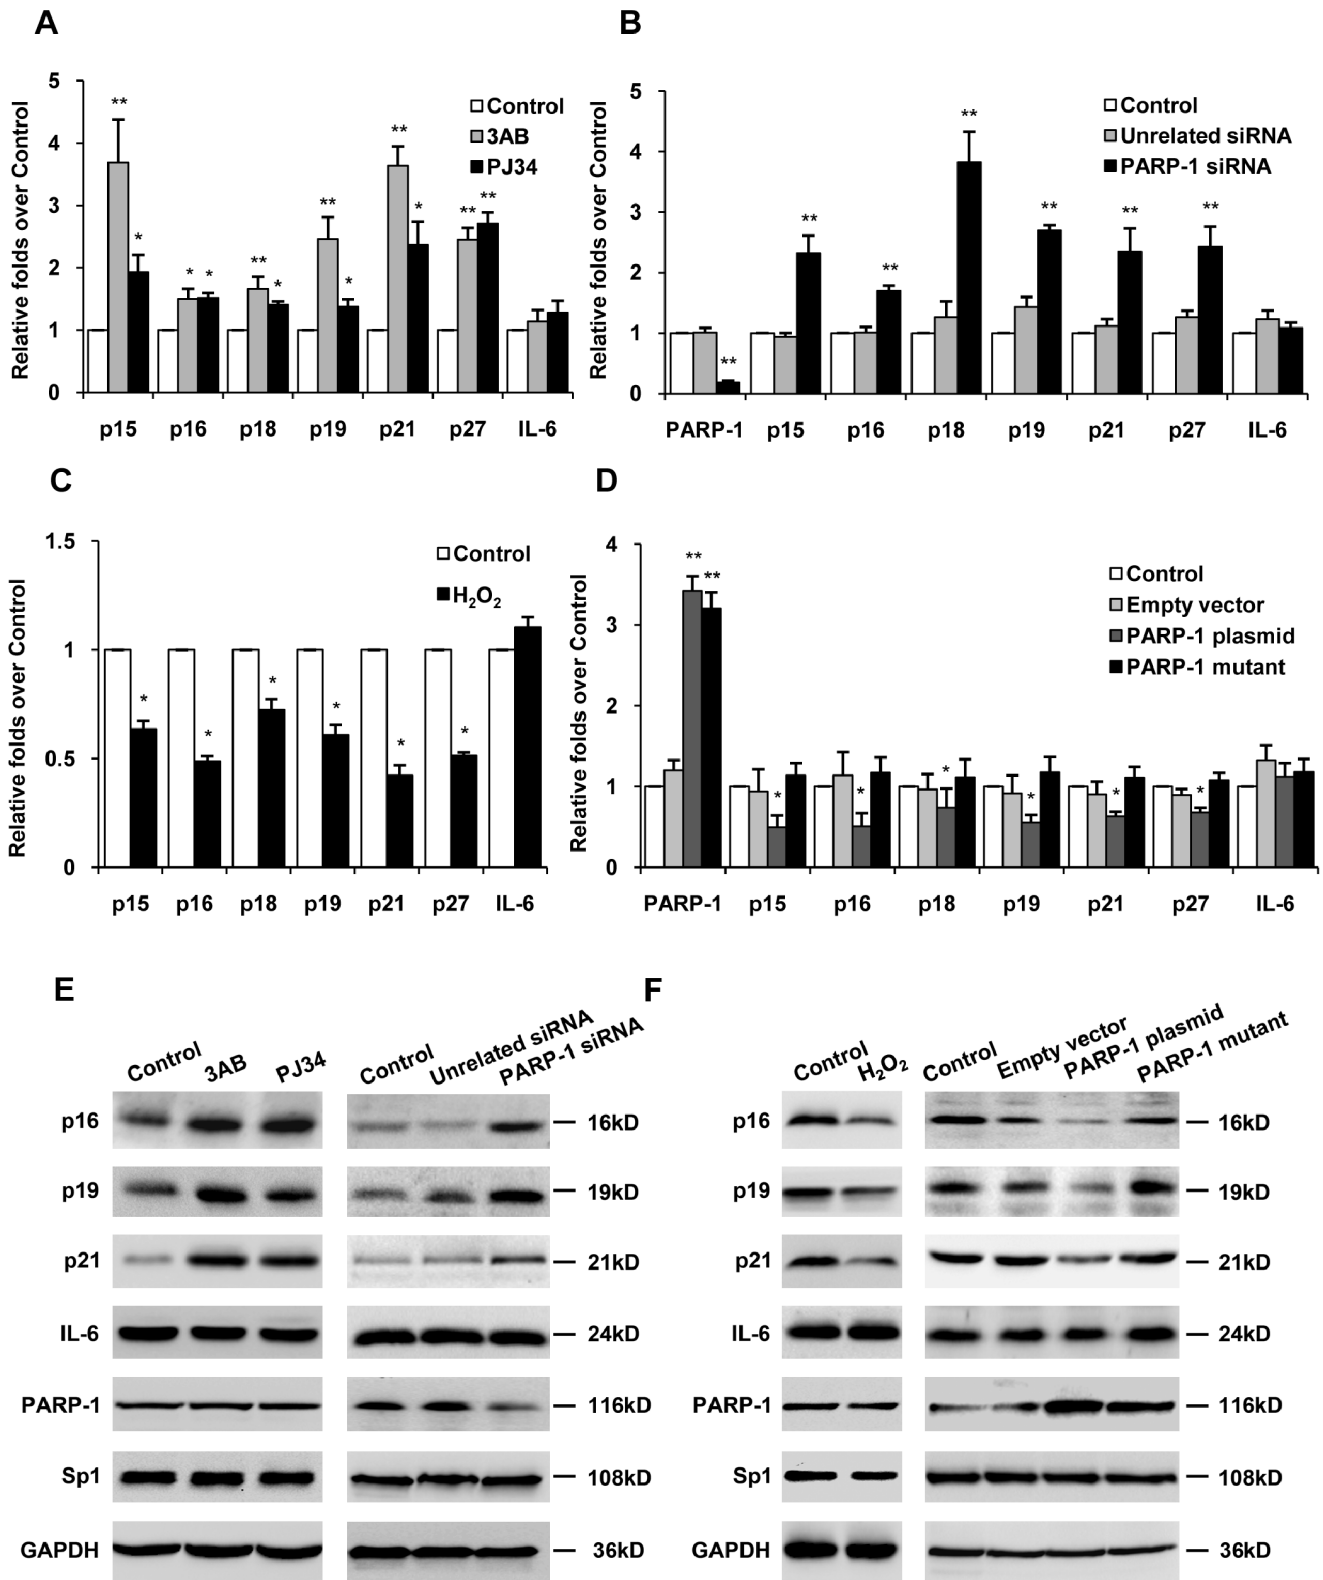 A
Relative folds over Control
5
4
3
2
1
0
Control
3AB
PJ34
** * * * ** * ** * ** * ** **
p15 p16 p18 p19 p21 p27 IL-6
B
Relative folds over Control
5
4
3
2
1
0
Control
Unrelated siRNA
PARP-1 siRNA
** ** ** ** ** ** **
PARP-1 p15 p16 p18 p19 p21 p27 IL-6
C
Relative folds over Control
1.5
1
0.5
0
Control
H2O2
* * * * * *
p15 p16 p18 p19 p21 p27 IL-6
D
Relative folds over Control
4
3
2
1
0
Control
Empty vector
PARP-1 plasmid
PARP-1 mutant
** ** * * * * * *
PARP-1 p15 p16 p18 p19 p21 p27 IL-6
E
Control 3AB PJ34 Control Unrelated siRNA PARP-1 siRNA
p16 16kD
p19 19kD
p21 21kD
IL-6 24kD
PARP-1 116kD
Sp1 108kD
GAPDH 36kD
F
Control H2O2 Control Empty vector PARP-1 plasmid PARP-1 mutant
p16 16kD
p19 19kD
p21 21kD
IL-6 24kD
PARP-1 116kD
Sp1 108kD
GAPDH 36kD